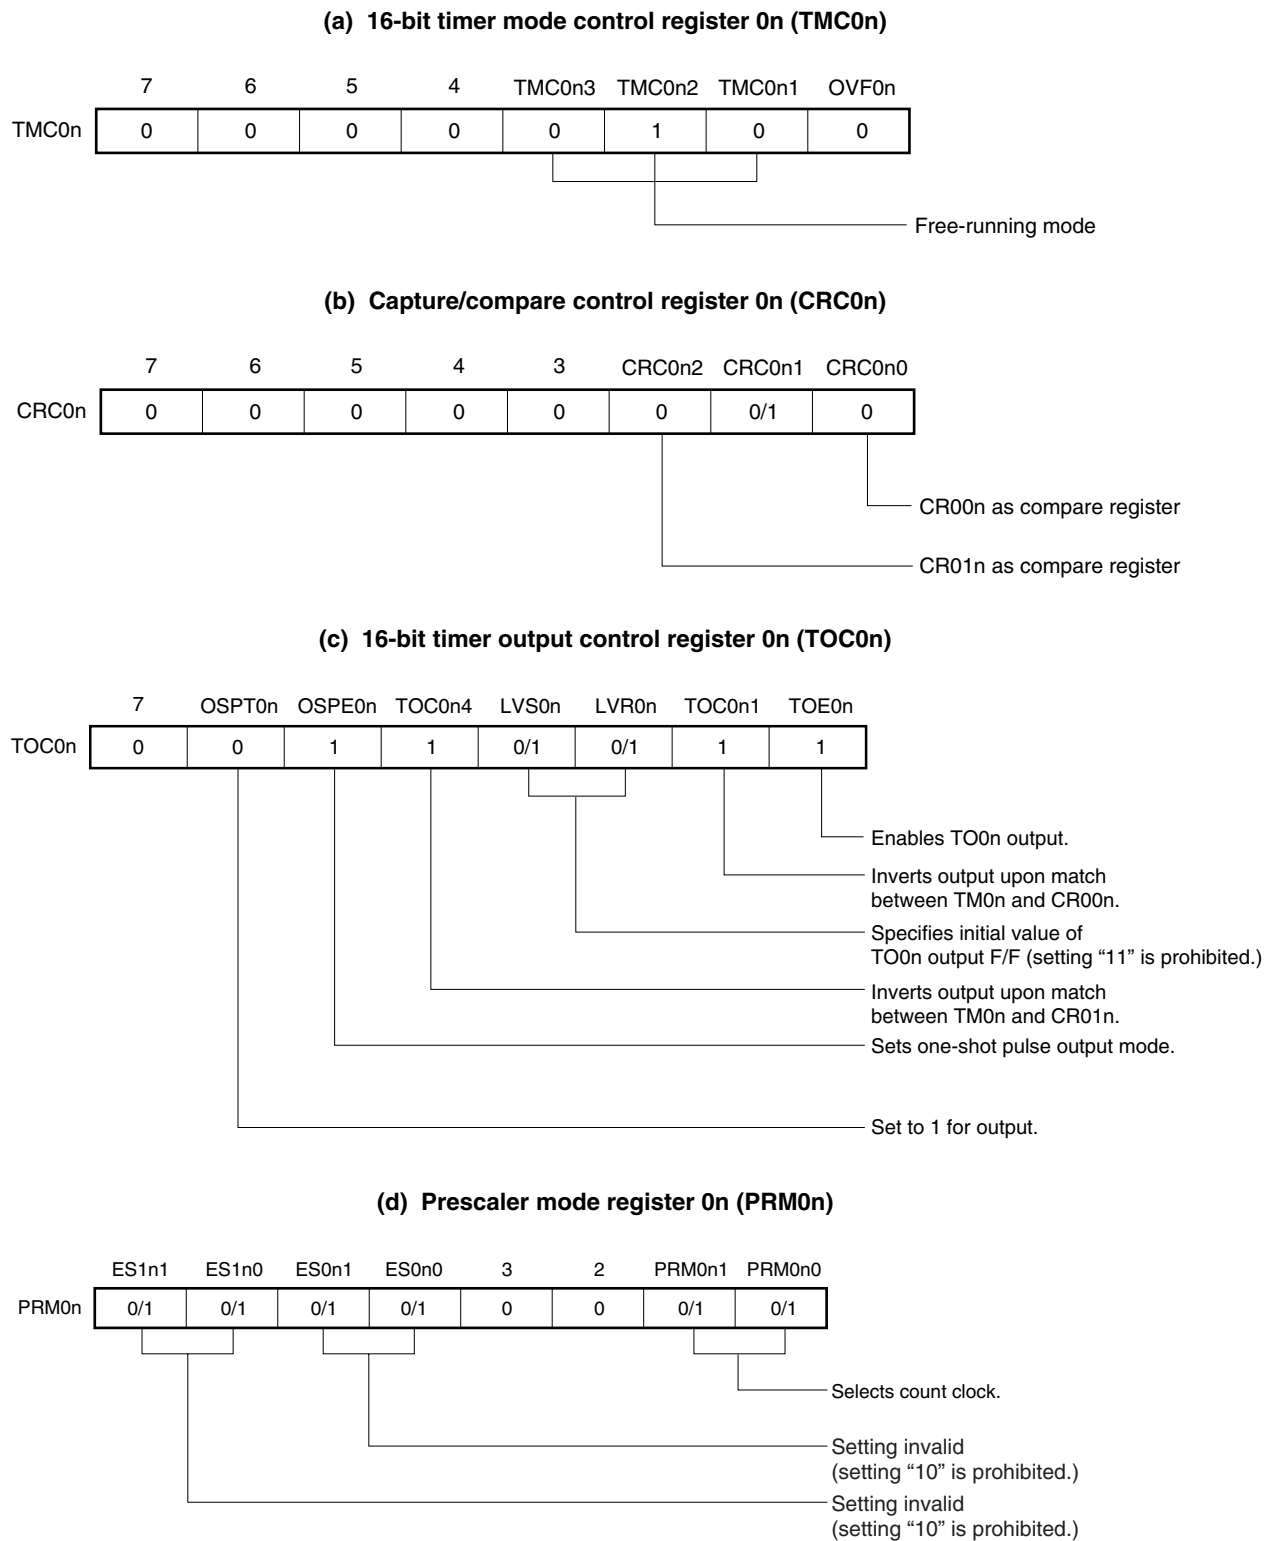 (a) 16-bit timer mode control register 0n (TMC0n)
7 6 5 4 TMC0n3 TMC0n2 TMC0n1 OVF0n
TMC0n 0 0 0 0 0 1 0 0
Free-running mode
(b) Capture/compare control register 0n (CRC0n)
7 6 5 4 3 CRC0n2 CRC0n1 CRC0n0
CRC0n 0 0 0 0 0 0 0/1 0
CR00n as compare register
CR01n as compare register
(c) 16-bit timer output control register 0n (TOC0n)
7 OSPT0n OSPE0n TOC0n4 LVS0n LVR0n TOC0n1 TOE0n
TOC0n 0 0 1 1 0/1 0/1 1 1
Enables TO0n output.
Inverts output upon match
between TM0n and CR00n.
Specifies initial value of
TO0n output F/F (setting “11” is prohibited.)
Inverts output upon match
between TM0n and CR01n.
Sets one-shot pulse output mode.
Set to 1 for output.
(d) Prescaler mode register 0n (PRM0n)
ES1n1 ES1n0 ES0n1 ES0n0 3 2 PRM0n1 PRM0n0
PRM0n 0/1 0/1 0/1 0/1 0 0 0/1 0/1
Selects count clock.
Setting invalid
(setting “10” is prohibited.)
Setting invalid
(setting “10” is prohibited.)